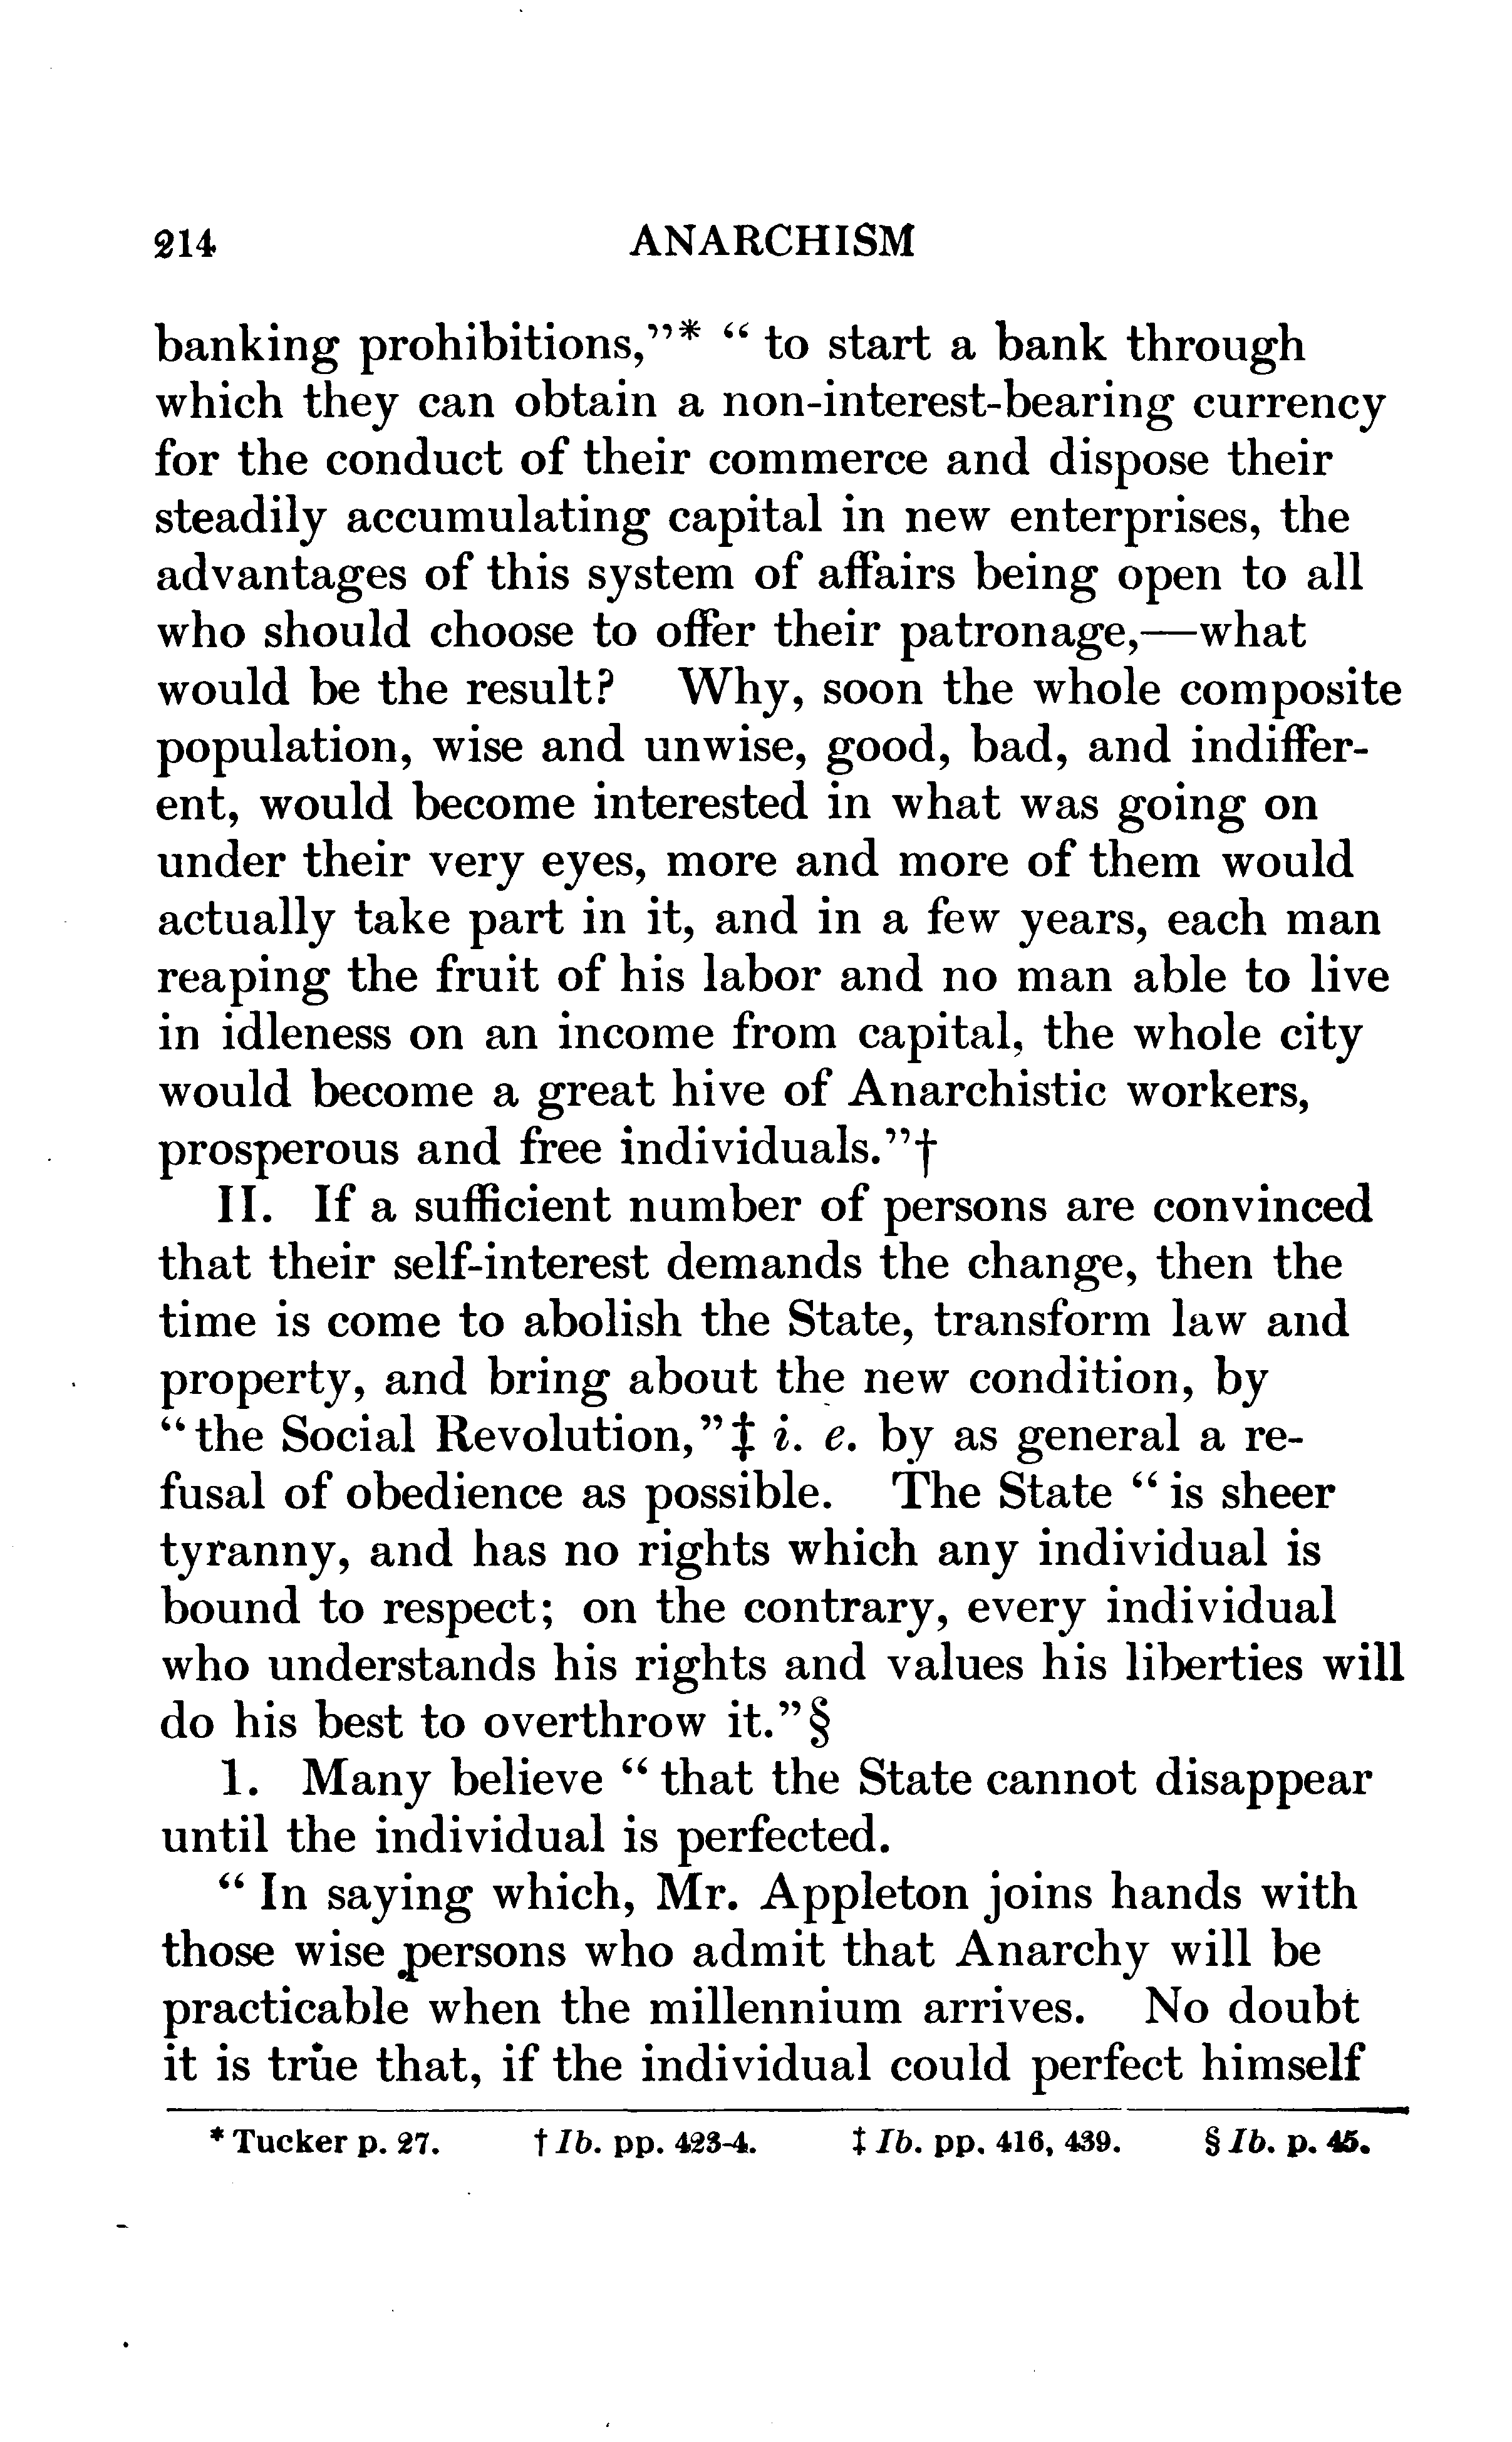 214 ANARCHISM
banking prohibitions,"* " to start a bank through
which they can obtain a non-interest-bearing currency
for the conduct of their commerce and dispose their
steadily accumulating capital in new enterprises, the
advantages of this system of affairs being open to all
who should choose to offer their patronage,—what
would be the result? Why, soon the whole composite
population, wise and unwise, good, bad, and indiffer-
ent, would become interested in what was going on
under their very eyes, more and more of them would
actually take part in it, and in a few years, each man
reaping the fruit of his labor and no man able to live
in idleness on an income from capital, the whole city
would become a great hive of Anarchistic workers,
prosperous and free individuals."†
II. If a sufficient number of persons are convinced
that their self-interest demands the change, then the
time is come to abolish the State, transform law and
property, and bring about the new condition, by
"the Social Revolution,"‡ i. e. by as general a re-
fusal of obedience as possible. The State " is sheer
tyranny, and has no rights which any individual is
bound to respect; on the contrary, every individual
who understands his rights and values his liberties will
do his best to overthrow it."§
1. Many believe " that the State cannot disappear
until the individual is perfected.
" In saying which, Mr. Appleton joins hands with
those wise persons who admit that Anarchy will be
practicable when the millennium arrives. No doubt
it is true that, if the individual could perfect himself
* Tucker p. 27. † Ib. pp. 423-4. ‡ Ib. pp. 416, 439. § Ib. p. 45.